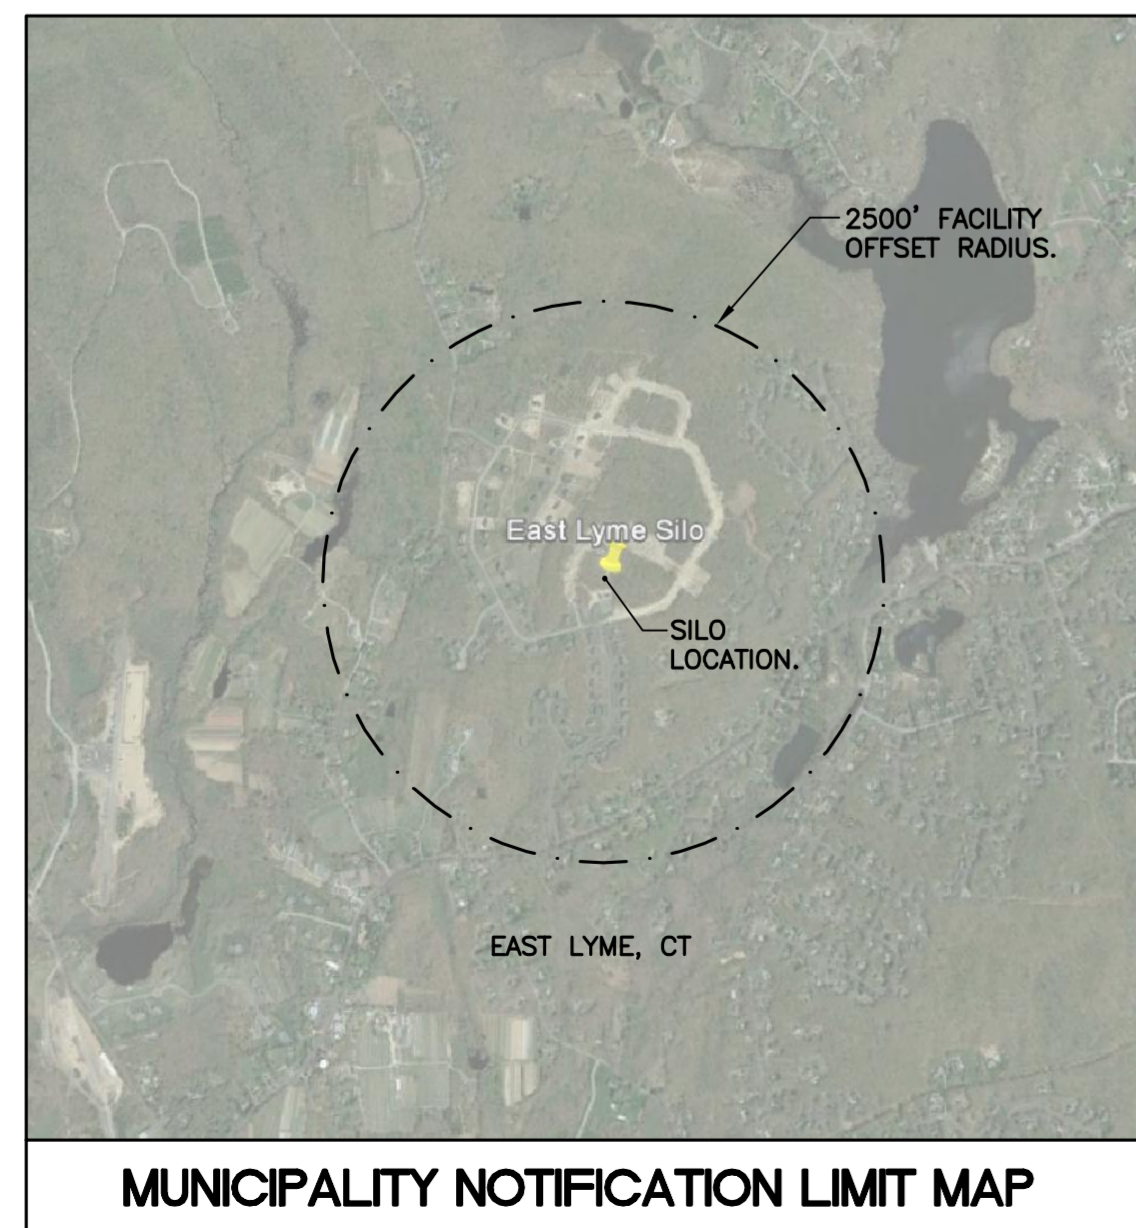 2500' FACILITY
OFFSET RADIUS.
East Lyme Silo
SILO
LOCATION.
EAST LYME, CT
MUNICIPALITY NOTIFICATION LIMIT MAP